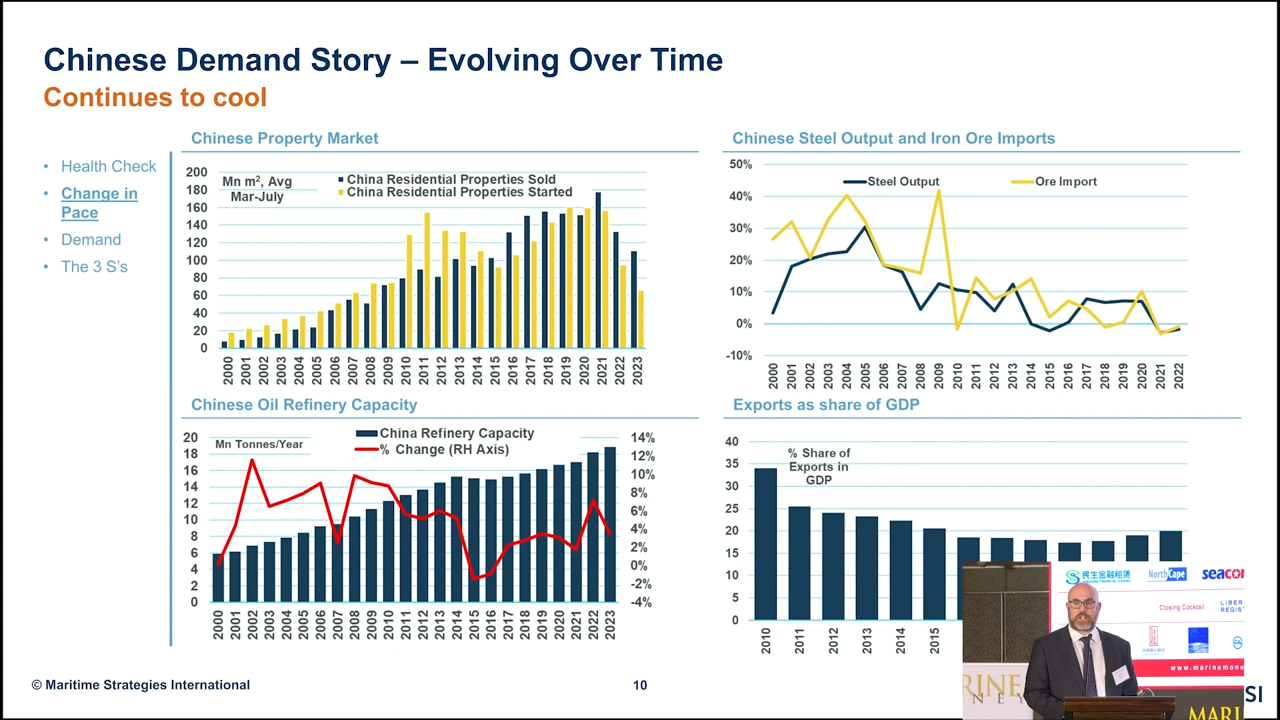 Chinese Demand Story – Evolving Over Time
Continues to cool
• Health Check
• Change in
Pace
• Demand
• The 3 S's
Chinese Property Market
200
180
160
140
120
100
80
60
40
20
0
Mn m², Avg
Mar-July
China Residential Properties Sold
China Residential Properties Started
2000 2001 2002 2003 2004 2005 2006 2007 2008 2009 2010 2011 2012 2013 2014 2015 2016 2017 2018 2019 2020 2021 2022 2023
Chinese Steel Output and Iron Ore Imports
50%
40%
30%
20%
10%
0%
-10%
Steel Output
Ore Import
2000 2001 2002 2003 2004 2005 2006 2007 2008 2009 2010 2011 2012 2013 2014 2015 2016 2017 2018 2019 2020 2021 2022
Chinese Oil Refinery Capacity
20
18
16
14
12
10
8
6
4
2
0
Mn Tonnes/Year
China Refinery Capacity
% Change (RH Axis)
14%
12%
10%
8%
6%
4%
2%
0%
-2%
-4%
2000 2001 2002 2003 2004 2005 2006 2007 2008 2009 2010 2011 2012 2013 2014 2015 2016 2017 2018 2019 2020 2021 2022 2023
Exports as share of GDP
40
35
30
25
20
15
10
5
0
% Share of
Exports in
GDP
2010 2011 2012 2013 2014 2015
民生金融租赁
NorthCape
seacor
Closing Cocktail
LIBER
REGIST
www.marinemone
RINE
NEY
MARI
© Maritime Strategies International
10
SI